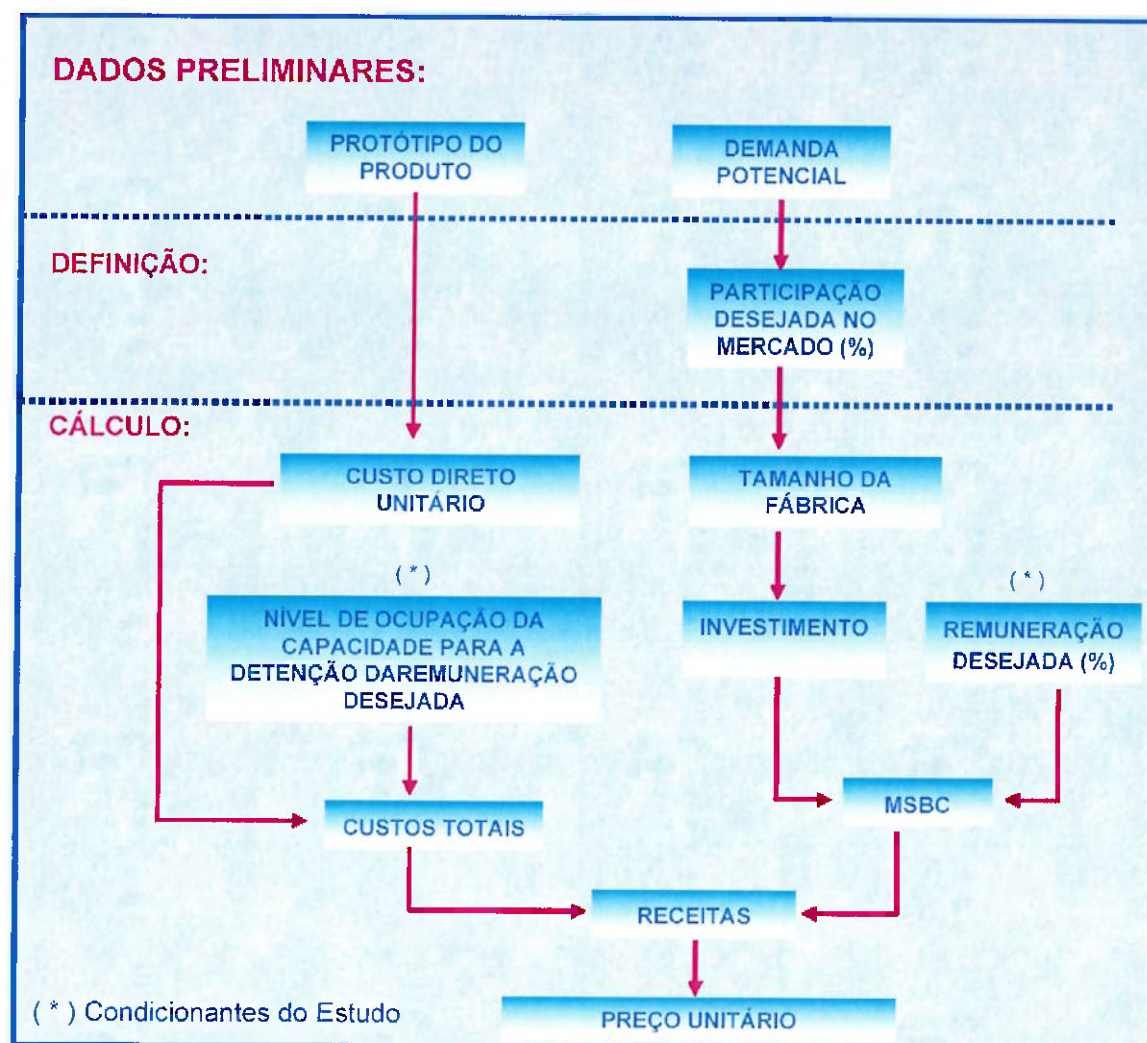 DADOS PRELIMINARES:
PROTÓTIPO DO
PRODUTO
DEMANDA
POTENCIAL
DEFINIÇÃO:
PARTICIPAÇÃO
DESEJADA NO
MERCADO (%)
CÁLCULO:
CUSTO DIRETO
UNITÁRIO
TAMANHO DA
FÁBRICA
( * )
NÍVEL DE OCUPAÇÃO DA
CAPACIDADE PARA A
DETENÇÃO DAREMUNERAÇÃO
DESEJADA
INVESTIMENTO
( * )
REMUNERAÇÃO
DESEJADA (%)
CUSTOS TOTAIS
MSBC
RECEITAS
( * ) Condicionantes do Estudo
PREÇO UNITÁRIO